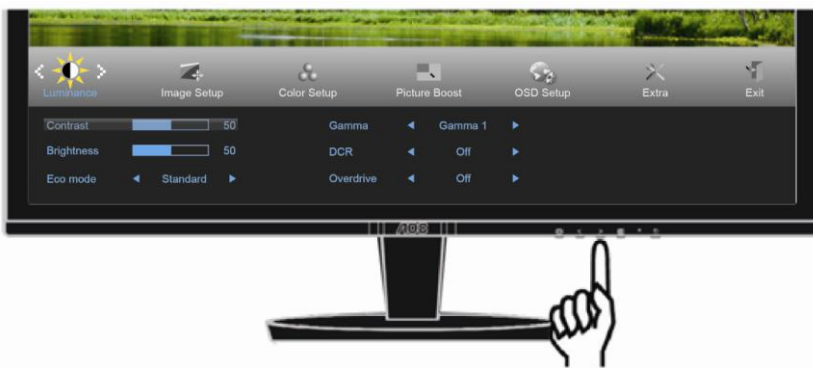 Luminance Image Setup Color Setup Picture Boost OSD Setup Extra Exit
Contrast 50 Gamma Gamma 1
Brightness 50 DCR Off
Eco mode Standard Overdrive Off
AOC